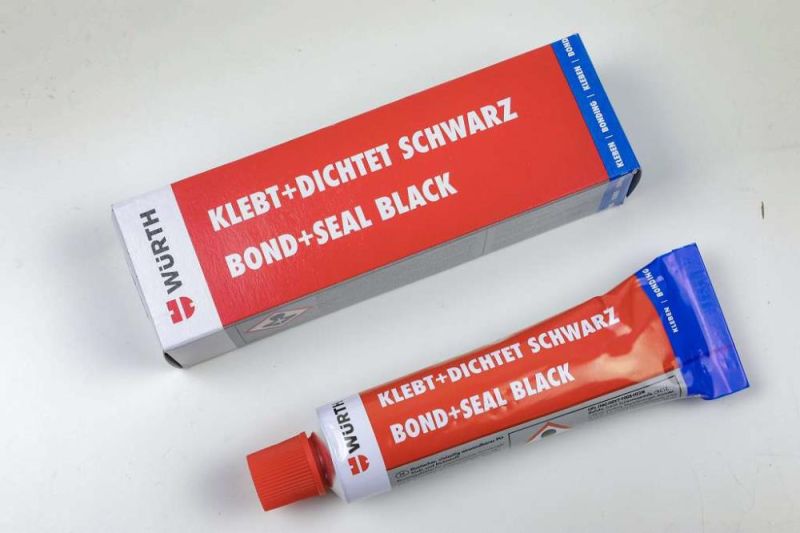 WÜRTH
KLEBT+DICHTET SCHWARZ
BOND+SEAL BLACK
KLEBEN | BONDING | KLEBEN | BOND
WÜRTH
KLEBT+DICHTET SCHWARZ
BOND+SEAL BLACK
KLEBEN | BONDING